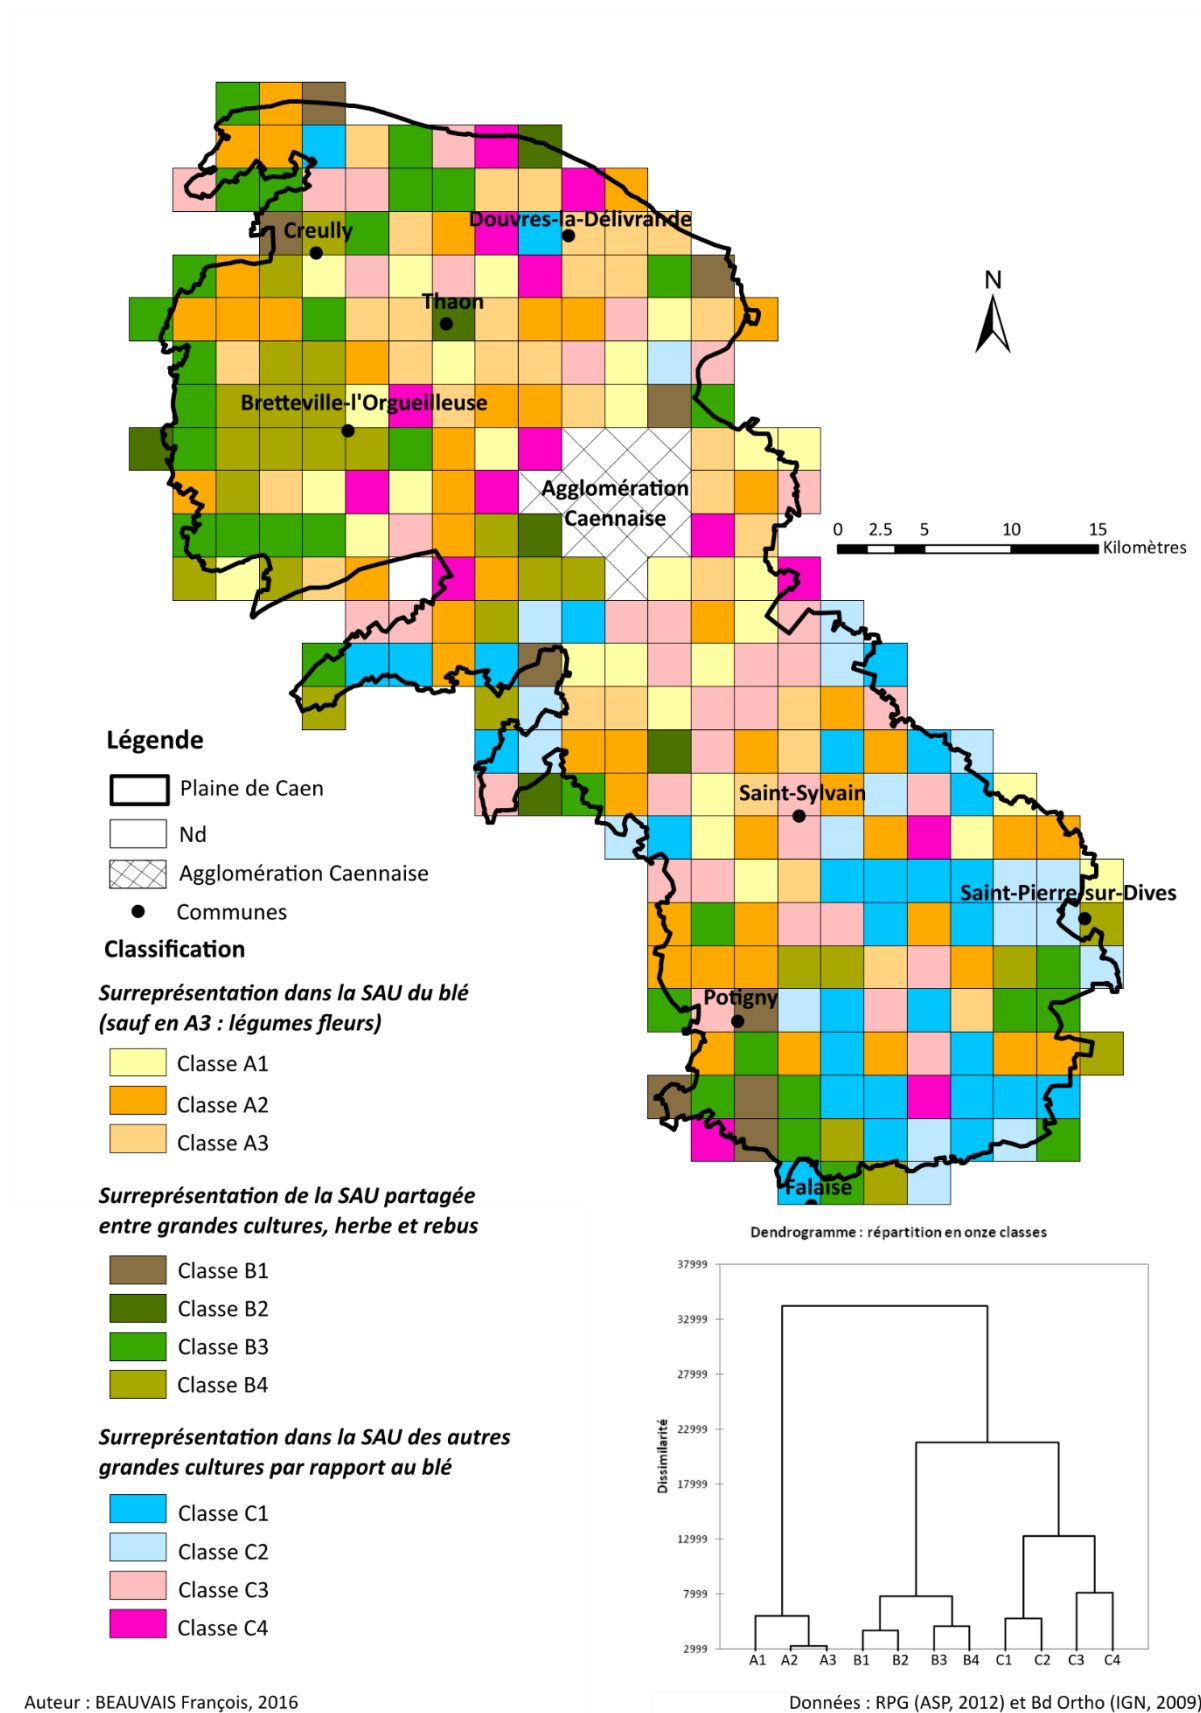 Creully
Douvres-la-Délivrande
Thaon
N
Bretteville-l'Orgueilleuse
Agglomération
Caennaise
0 2.5 5 10 15
Kilomètres
Légende
Plaine de Caen
Nd
Agglomération Caennaise
Communes
Saint-Sylvain
Saint-Pierre-sur-Dives
Potigny
Falaise
Classification
Surreprésentation dans la SAU du blé
(sauf en A3 : légumes fleurs)
Classe A1
Classe A2
Classe A3
Surreprésentation de la SAU partagée
entre grandes cultures, herbe et rebus
Classe B1
Classe B2
Classe B3
Classe B4
Surreprésentation dans la SAU des autres
grandes cultures par rapport au blé
Classe C1
Classe C2
Classe C3
Classe C4
Dendrogramme : répartition en onze classes
37999
32999
27999
22999
17999
12999
7999
2999
Dissimilarité
A1 A2 A3 B1 B2 B3 B4 C1 C2 C3 C4
Auteur : BEAUVAIS François, 2016
Données : RPG (ASP, 2012) et Bd Ortho (IGN, 2009)